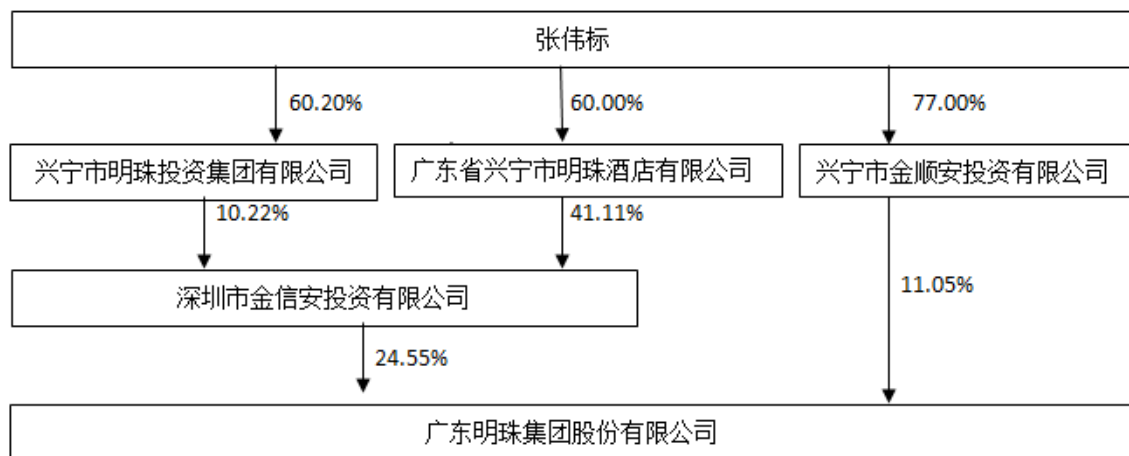 张伟标
60.20%
60.00%
77.00%
兴宁市明珠投资集团有限公司
广东省兴宁市明珠酒店有限公司
兴宁市金顺安投资有限公司
10.22%
41.11%
11.05%
深圳市金信安投资有限公司
24.55%
广东明珠集团股份有限公司